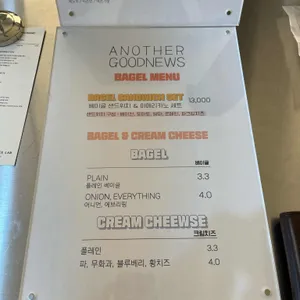 ANOTHER
GOODNEWS
BAGEL MENU
BAGEL SANDWICH SET 13,000
베이글 샌드위치 & 아메리카노 세트
BAGEL & CREAM CHEESE
BAGEL
베이글
PLAIN 3.3
플레인 베이글
ONION, EVERYTHING 4.0
어니언, 에브리띵
CREAM CHEEWSE
크림치즈
플레인 3.3
파, 무화과, 블루베리, 황치즈 4.0